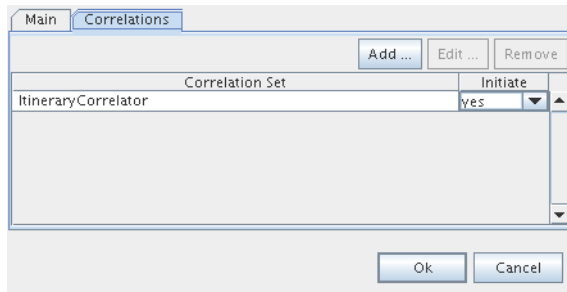 Main Correlations
Add ... Edit ... Remove
Correlation Set Initiate
ItineraryCorrelator yes
Ok Cancel